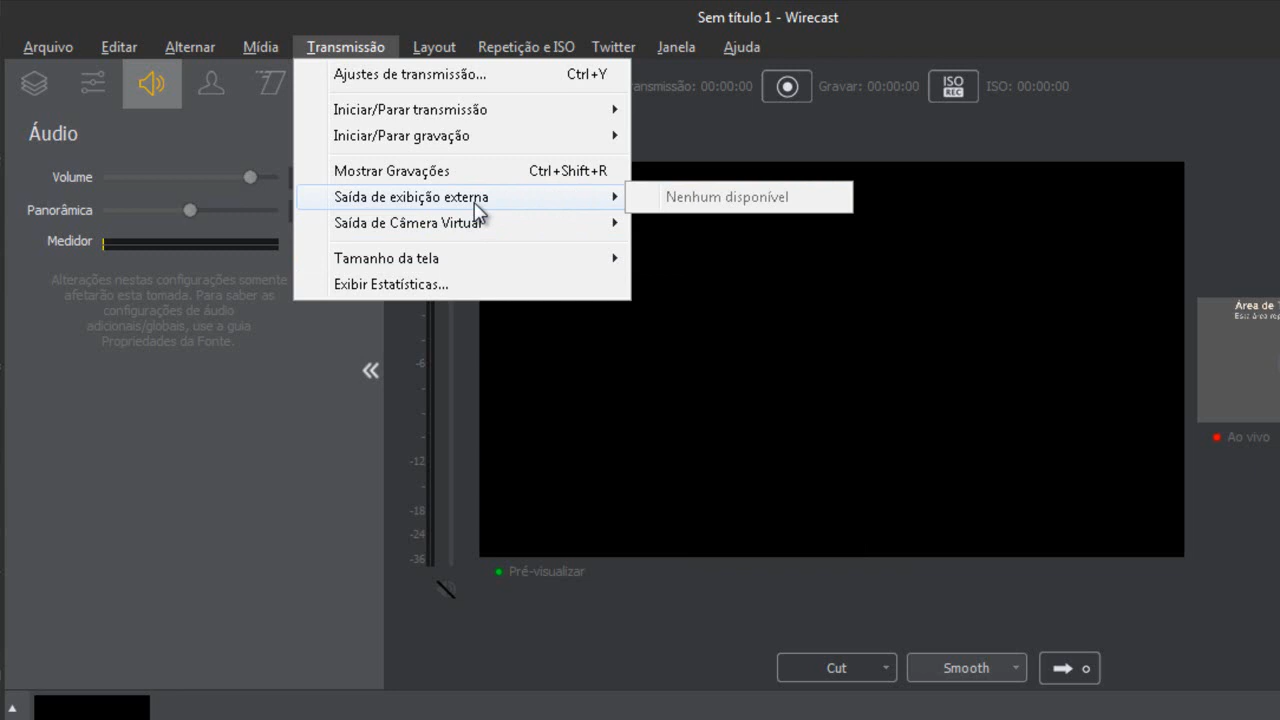 Sem título 1 - Wirecast
Arquivo Editar Alternar Mídia Transmissão Layout Repetição e ISO Twitter Janela Ajuda
Ajustes de transmissão... Ctrl+Y
Iniciar/Parar transmissão
Iniciar/Parar gravação
Mostrar Gravações Ctrl+Shift+R
Saída de exibição externa
Nenhum disponível
Saída de Câmera Virtual
Tamanho da tela
Exibir Estatísticas...
ansmissão: 00:00:00 Gravar: 00:00:00 ISO REC ISO: 00:00:00
Áudio
Volume
Panorâmica
Medidor
Alterações nestas configurações somente
afetarão esta tomada. Para saber as
configurações de áudio
adicionais/globais, use a guia
Propriedades da Fonte.
-6
-12
-18
-24
-36
Área de
Ao vivo
Pré-visualizar
Cut Smooth